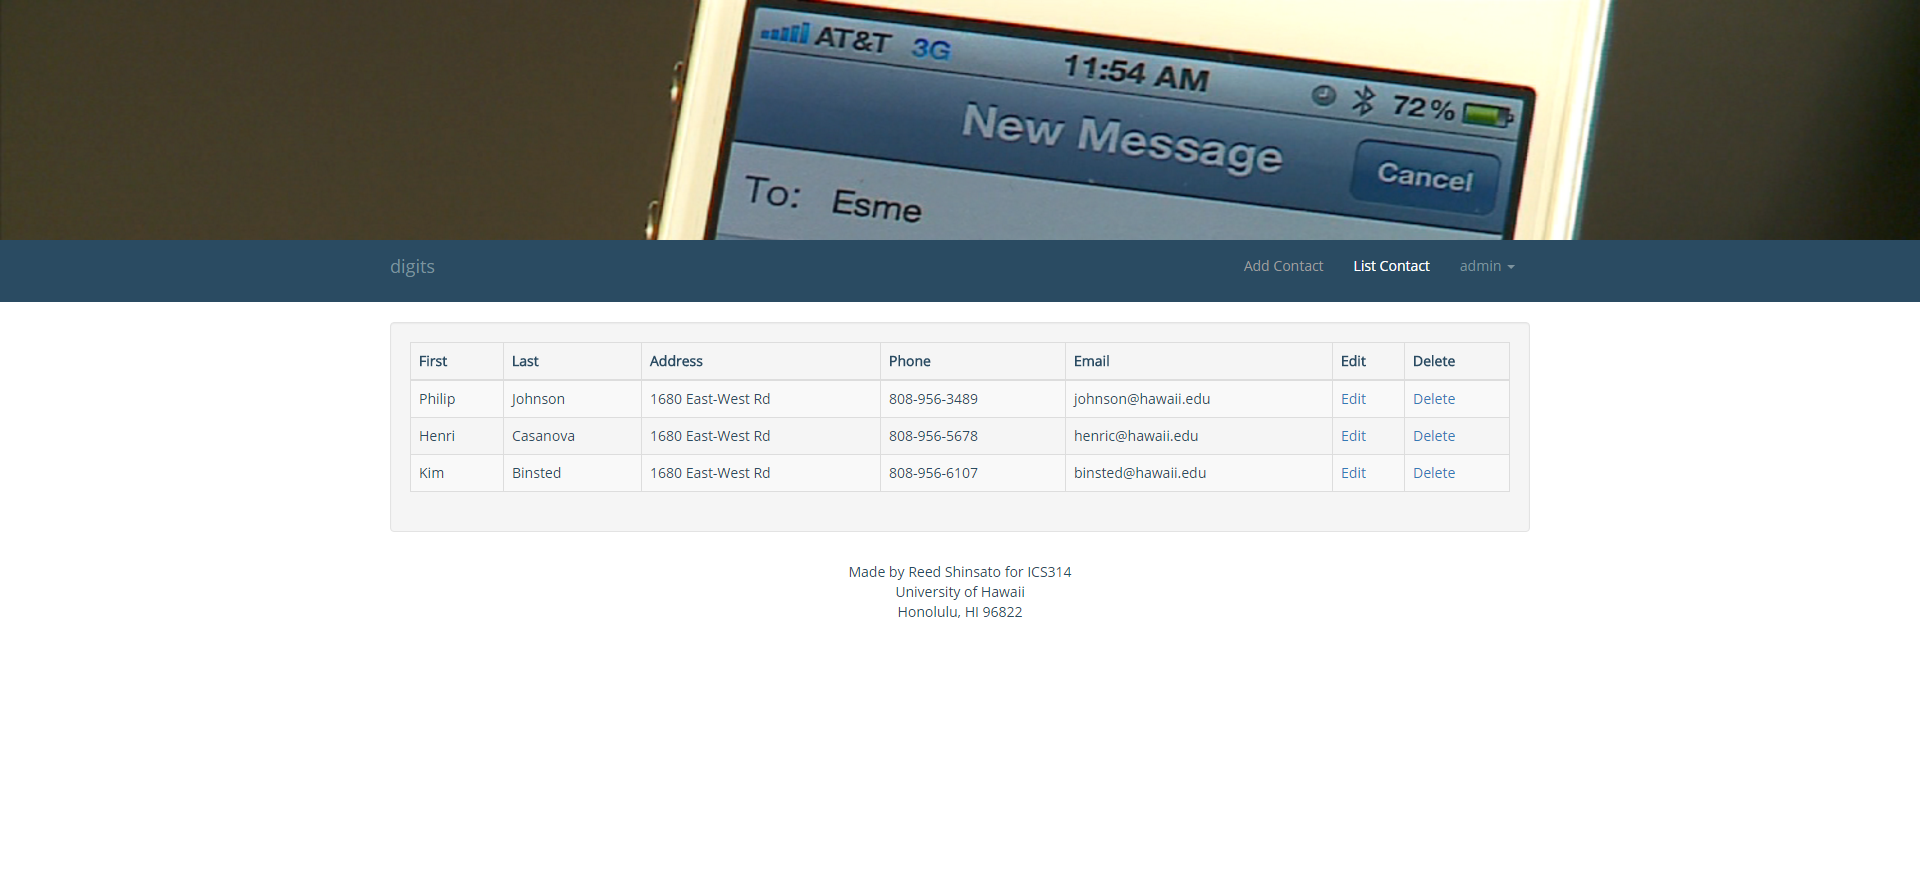 AT&T 3G 11:54 AM 72%
New Message Cancel
To: Esme
digits Add Contact List Contact admin
First Last Address Phone Email Edit Delete
Philip Johnson 1680 East-West Rd 808-956-3489 johnson@hawaii.edu Edit Delete
Henri Casanova 1680 East-West Rd 808-956-5678 henric@hawaii.edu Edit Delete
Kim Binsted 1680 East-West Rd 808-956-6107 binsted@hawaii.edu Edit Delete
Made by Reed Shinsato for ICS314
University of Hawaii
Honolulu, HI 96822